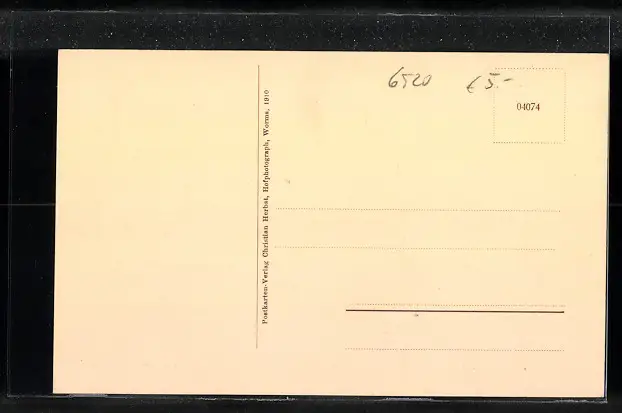 6520 € 5.-
04074
Postkarten-Verlag Christian Herbst, Hofphotograph, Worms, 1910